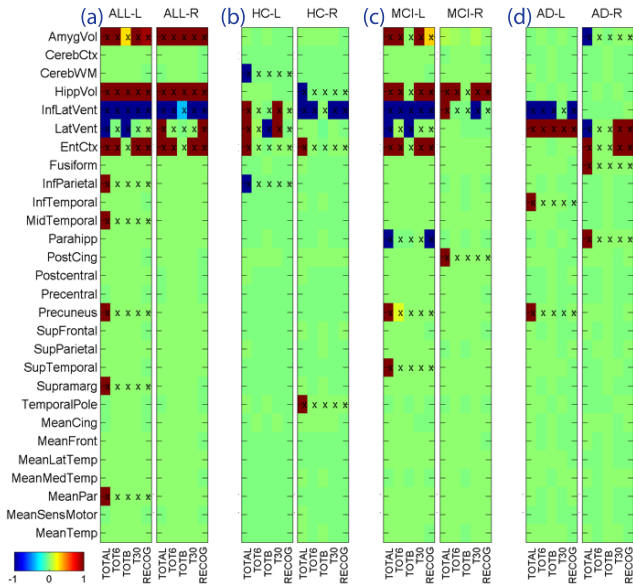 (a) ALL-L ALL-R (b) HC-L HC-R (c) MCI-L MCI-R (d) AD-L AD-R
AmygVol
CerebCtx
CerebWM
HippVol
InfLatVent
LatVent
EntCtx
Fusiform
InfParietal
InfTemporal
MidTemporal
Parahipp
PostCing
Postcentral
Precentral
Precuneus
SupFrontal
SupParietal
SupTemporal
Supramarg
TemporalPole
MeanCing
MeanFront
MeanLatTemp
MeanMedTemp
MeanPar
MeanSensMotor
MeanTemp
TOTAL TOT6 TOTB T30 RECOG TOTAL TOT6 TOTB T30 RECOG TOTAL TOT6 TOTB T30 RECOG TOTAL TOT6 TOTB T30 RECOG TOTAL TOT6 TOTB T30 RECOG TOTAL TOT6 TOTB T30 RECOG TOTAL TOT6 TOTB T30 RECOG TOTAL TOT6 TOTB T30 RECOG
-1 0 1